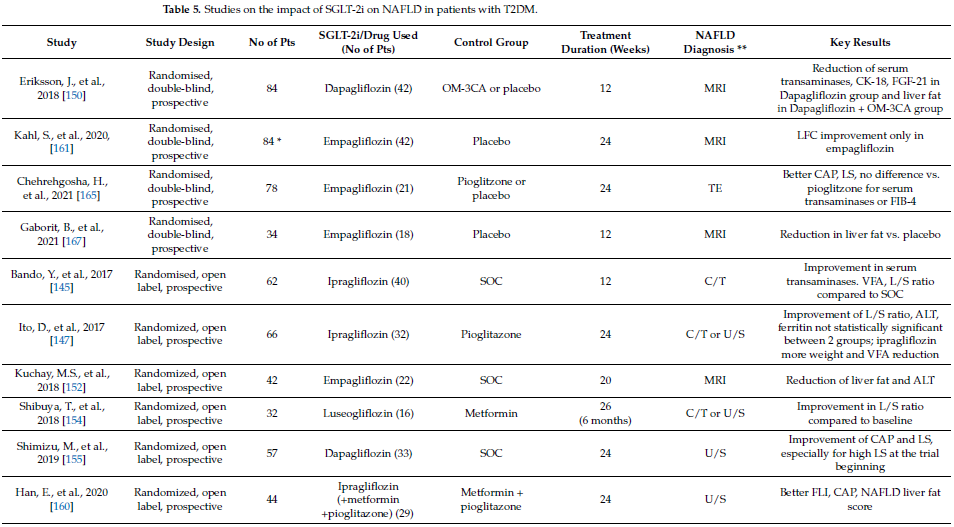 Table 5. Studies on the impact of SGLT-2i on NAFLD in patients with T2DM.
Study
Study Design
No of Pts
SGLT-2i/Drug Used
(No of Pts)
Control Group
Treatment
Duration (Weeks)
NAFLD
Diagnosis **
Key Results
Eriksson, J., et al.,
2018 [150]
Randomised,
double-blind,
prospective
84
Dapagliflozin (42)
OM-3CA or placebo
12
MRI
Reduction of serum
transaminases, CK-18, FGF-21 in
Dapagliflozin group and liver fat
in Dapagliflozin + OM-3CA group
Kahl, S., et al., 2020,
[161]
Randomised,
double-blind,
prospective
84 *
Empagliflozin (42)
Placebo
24
MRI
LFC improvement only in
empagliflozin
Chehrehgosha, H.,
et al., 2021 [165]
Randomised,
double-blind,
prospective
78
Empagliflozin (21)
Pioglitzone or
placebo
24
TE
Better CAP, LS, no difference vs.
pioglitzone for serum
transaminases or FIB-4
Gaborit, B., et al.,
2021 [167]
Randomised,
double-blind,
prospective
34
Empagliflozin (18)
Placebo
12
MRI
Reduction in liver fat vs. placebo
Bando, Y., et al., 2017
[145]
Randomised, open
label, prospective
62
Ipragliflozin (40)
SOC
12
C/T
Improvement in serum
transaminases. VFA, L/S ratio
compared to SOC
Ito, D., et al., 2017
[147]
Randomized, open
label, prospective
66
Ipragliflozin (32)
Pioglitazone
24
C/T or U/S
Improvement of L/S ratio, ALT,
ferritin not statistically significant
between 2 groups; ipragliflozin
more weight and VFA reduction
Kuchay, M.S., et al.,
2018 [152]
Randomized, open
label, prospective
42
Empagliflozin (22)
SOC
20
MRI
Reduction of liver fat and ALT
Shibuya, T., et al.,
2018 [154]
Randomized, open
label, prospective
32
Luseogliflozin (16)
Metformin
26
(6 months)
C/T or U/S
Improvement in L/S ratio
compared to baseline
Shimizu, M., et al.,
2019 [155]
Randomized, open
label, prospective
57
Dapagliflozin (33)
SOC
24
U/S
Improvement of CAP and LS,
especially for high LS at the trial
beginning
Han, E., et al., 2020
[160]
Randomized, open
label, prospective
44
Ipragliflozin
(+metformin
+pioglitazone) (29)
Metformin +
pioglitazone
24
U/S
Better FLI, CAP, NAFLD liver fat
score